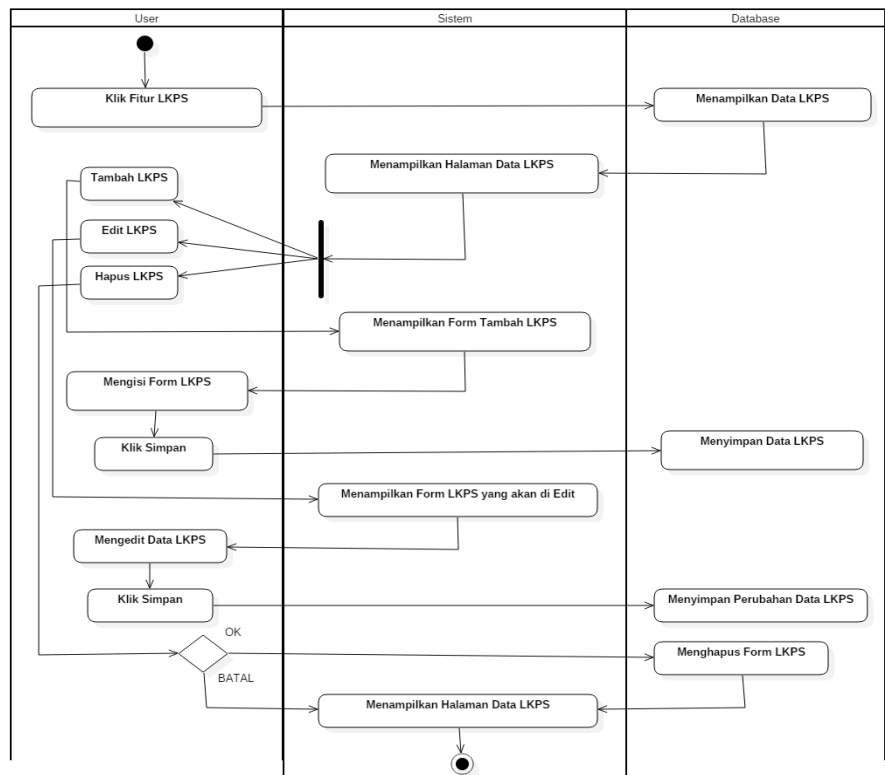 User
Sistem
Database
Klik Fitur LKPS
Menampilkan Data LKPS
Menampilkan Halaman Data LKPS
Tambah LKPS
Edit LKPS
Hapus LKPS
Menampilkan Form Tambah LKPS
Mengisi Form LKPS
Klik Simpan
Menyimpan Data LKPS
Menampilkan Form LKPS yang akan di Edit
Mengedit Data LKPS
Klik Simpan
Menyimpan Perubahan Data LKPS
OK
Menghapus Form LKPS
BATAL
Menampilkan Halaman Data LKPS